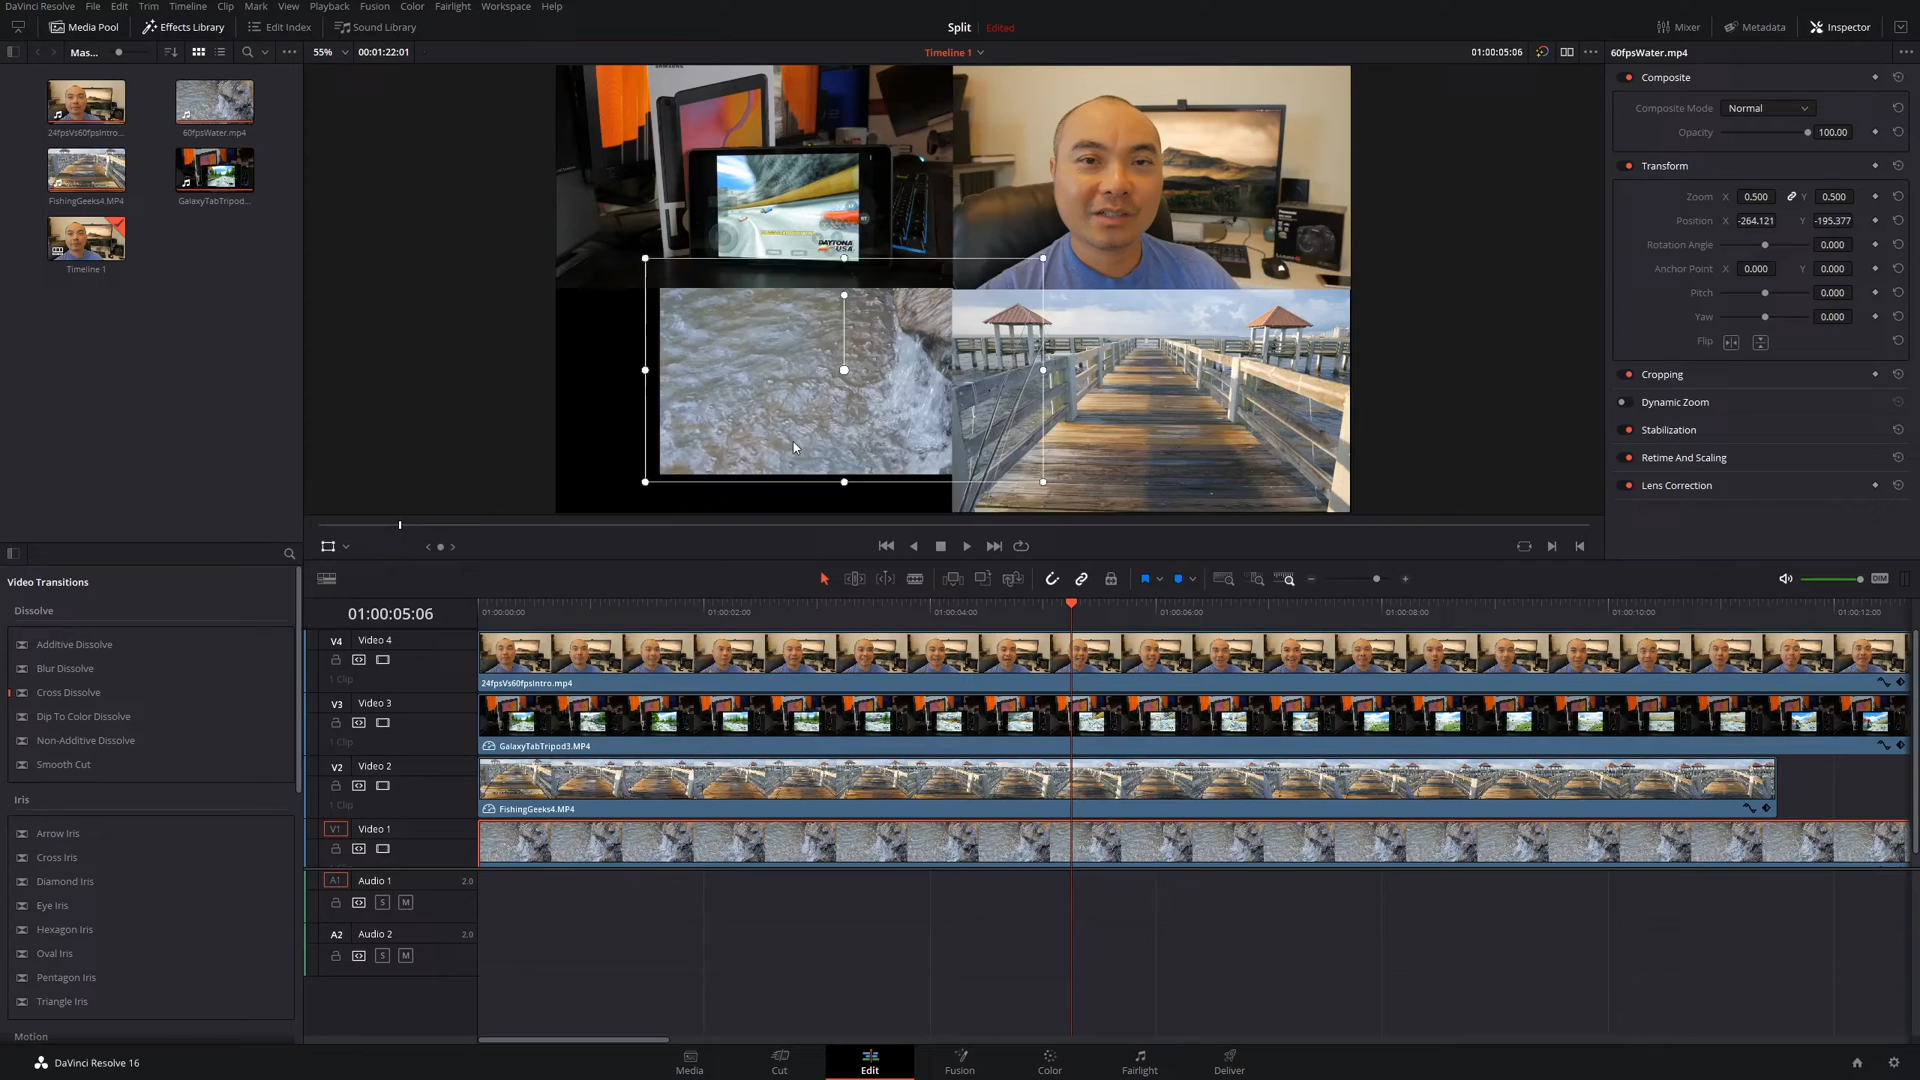 DaVinci Resolve File Edit Trim Timeline Clip Mark View Playback Fusion Color Fairlight Workspace Help
Media Pool Effects Library Edit Index Sound Library Split Edited Mixer Metadata Inspector
Mas... 55% 00:01:22:01 Timeline 1 01:00:05:06 60fpsWater.mp4
24fpsVs60fpsIntro... 60fpsWater.mp4
FishingGeeks4.MP4 GalaxyTabTripod...
Timeline 1
SAMSUNG
DAYTONA
USA
Composite
Composite Mode Normal
Opacity 100.00
Transform
Zoom X 0.500 Y 0.500
Position X -264.121 Y -195.377
Rotation Angle 0.000
Anchor Point X 0.000 Y 0.000
Pitch 0.000
Yaw 0.000
Flip
Cropping
Dynamic Zoom
Stabilization
Retime And Scaling
Lens Correction
Video Transitions
Dissolve
Additive Dissolve
Blur Dissolve
Cross Dissolve
Dip To Color Dissolve
Non-Additive Dissolve
Smooth Cut
Iris
Arrow Iris
Cross Iris
Diamond Iris
Eye Iris
Hexagon Iris
Oval Iris
Pentagon Iris
Triangle Iris
Motion
DIM
01:00:05:06 01:00:00:00 01:00:02:00 01:00:04:00 01:00:06:00 01:00:08:00 01:00:10:00 01:00:12:00
V4 Video 4
1 Clip 24fpsVs60fpsIntro.mp4
V3 Video 3
1 Clip GalaxyTabTripod3.MP4
V2 Video 2
1 Clip FishingGeeks4.MP4
V1 Video 1
A1 Audio 1 2.0
S M
A2 Audio 2 2.0
S M
DaVinci Resolve 16 Media Cut Edit Fusion Color Fairlight Deliver